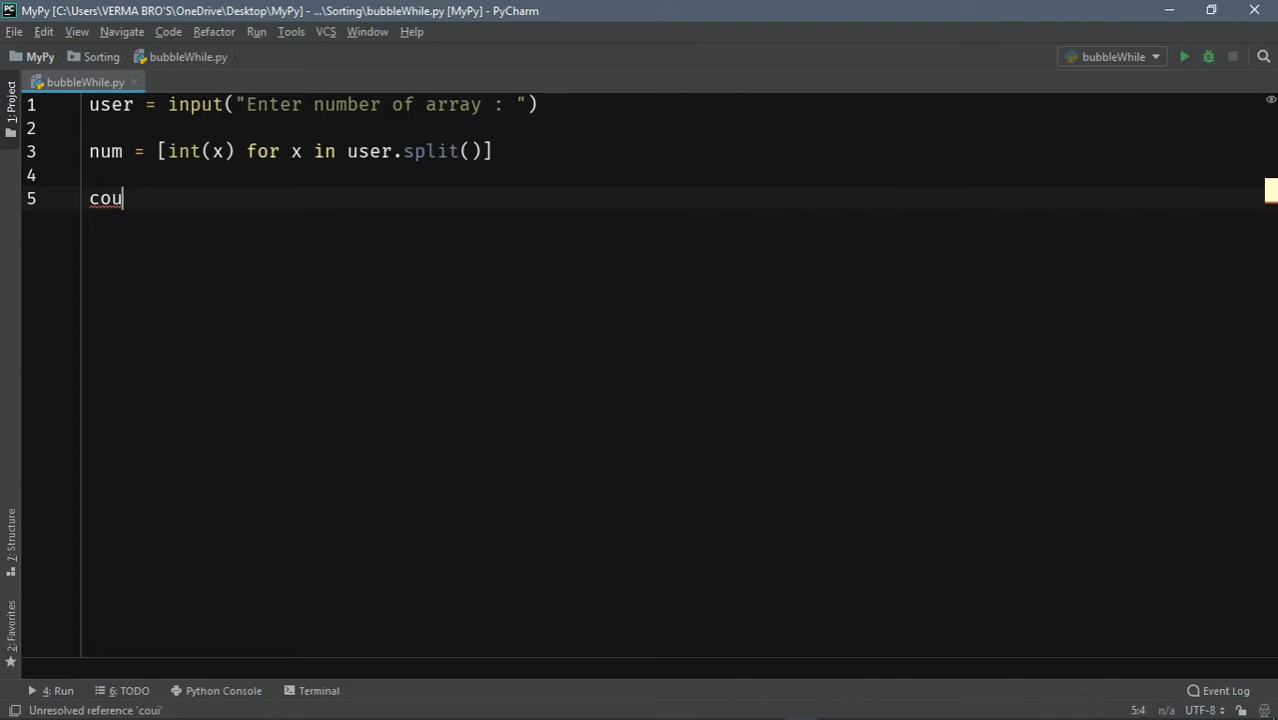 PC MyPy [C:\Users\VERMA BRO'S\OneDrive\Desktop\MyPy] - ...\Sorting\bubbleWhile.py [MyPy] - PyCharm
File Edit View Navigate Code Refactor Run Tools VCS Window Help
MyPy Sorting bubbleWhile.py bubbleWhile
1: Project
bubbleWhile.py
1 user = input("Enter number of array : ")
2
3 num = [int(x) for x in user.split()]
4
5 cou
7: Structure
2: Favorites
4: Run 6: TODO Python Console Terminal Event Log
Unresolved reference 'coui' 5:4 n/a UTF-8